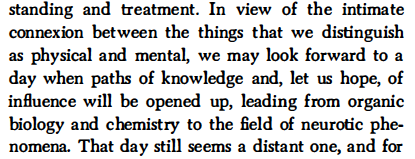 standing and treatment. In view of the intimate
connexion between the things that we distinguish
as physical and mental, we may look forward to a
day when paths of knowledge and, let us hope, of
influence will be opened up, leading from organic
biology and chemistry to the field of neurotic phe-
nomena. That day still seems a distant one, and for